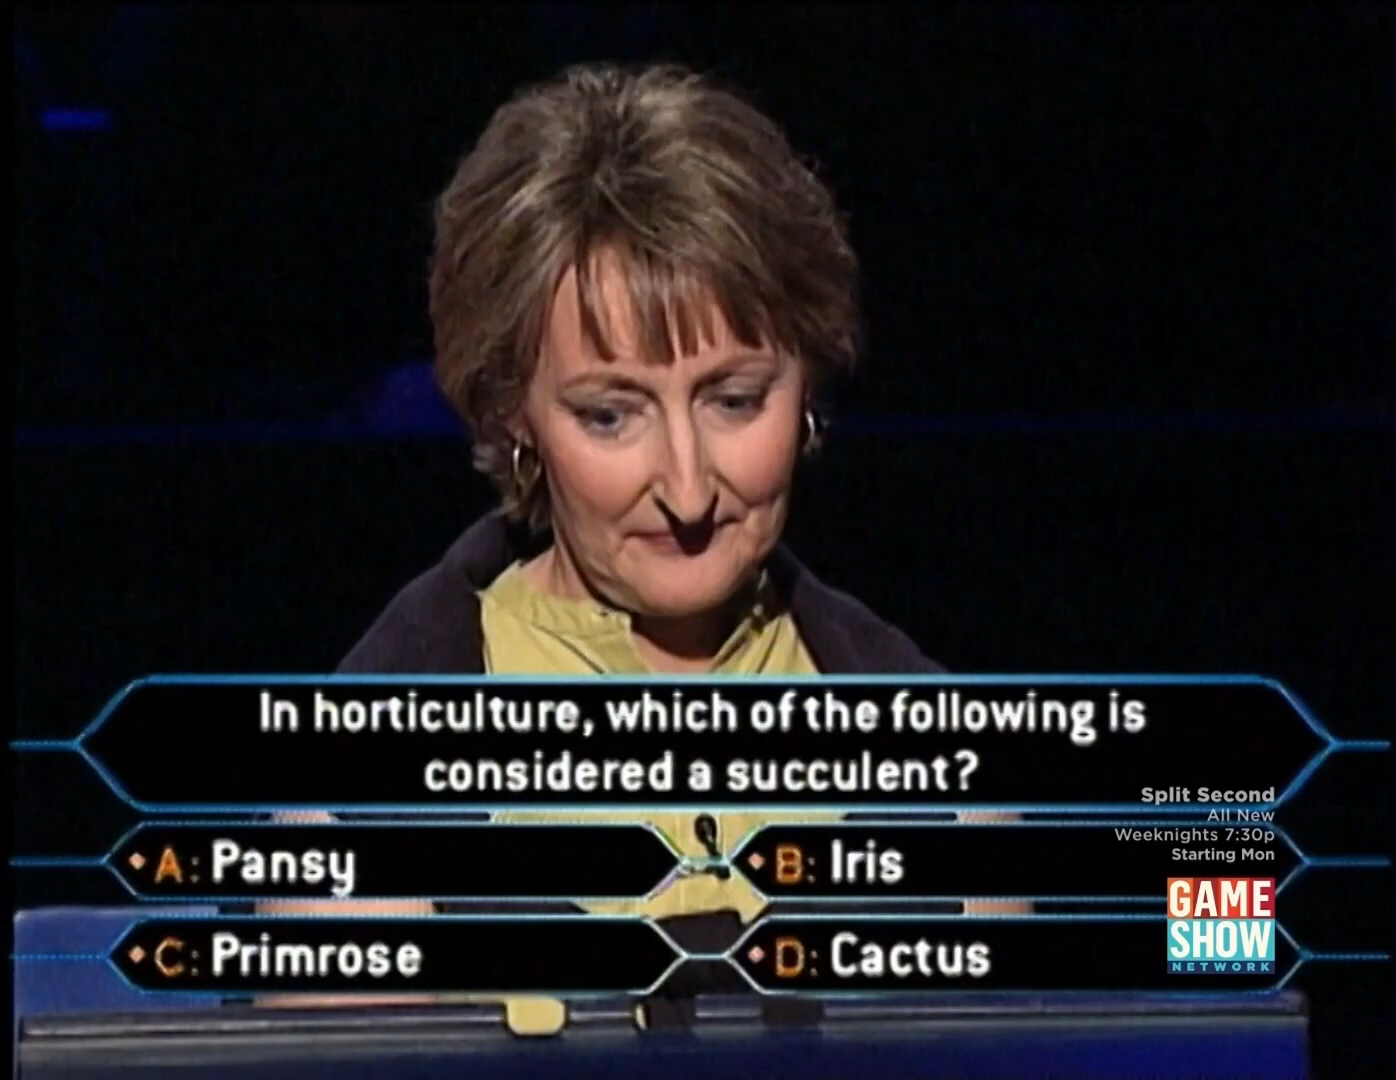 In horticulture, which of the following is
considered a succulent?
A: Pansy
B: Iris
C: Primrose
D: Cactus
Split Second
All New
Weeknights 7:30p
Starting Mon
GAME
SHOW
NETWORK